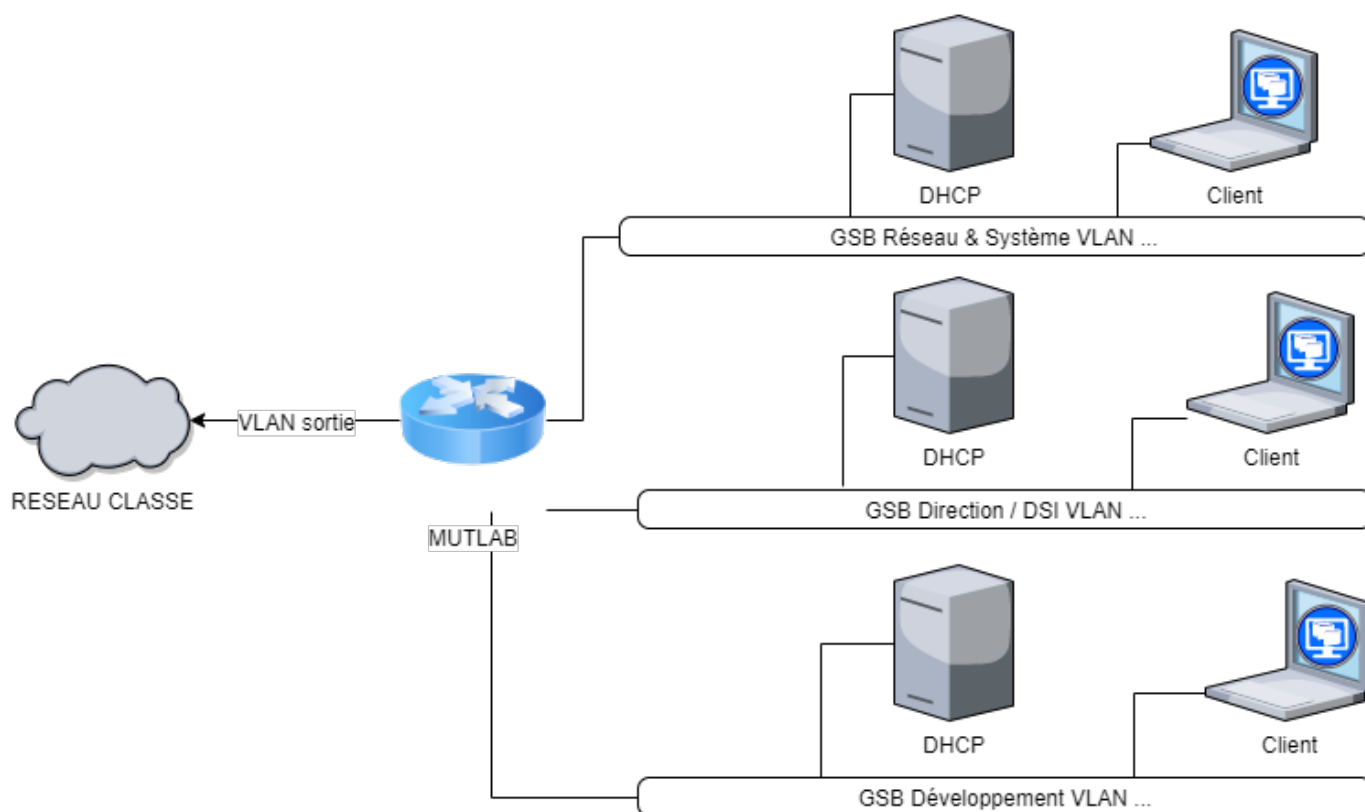 DHCP
Client
GSB Réseau & Système VLAN ...
VLAN sortie
RESEAU CLASSE
DHCP
Client
GSB Direction / DSI VLAN ...
MUTLAB
DHCP
Client
GSB Développement VLAN ...